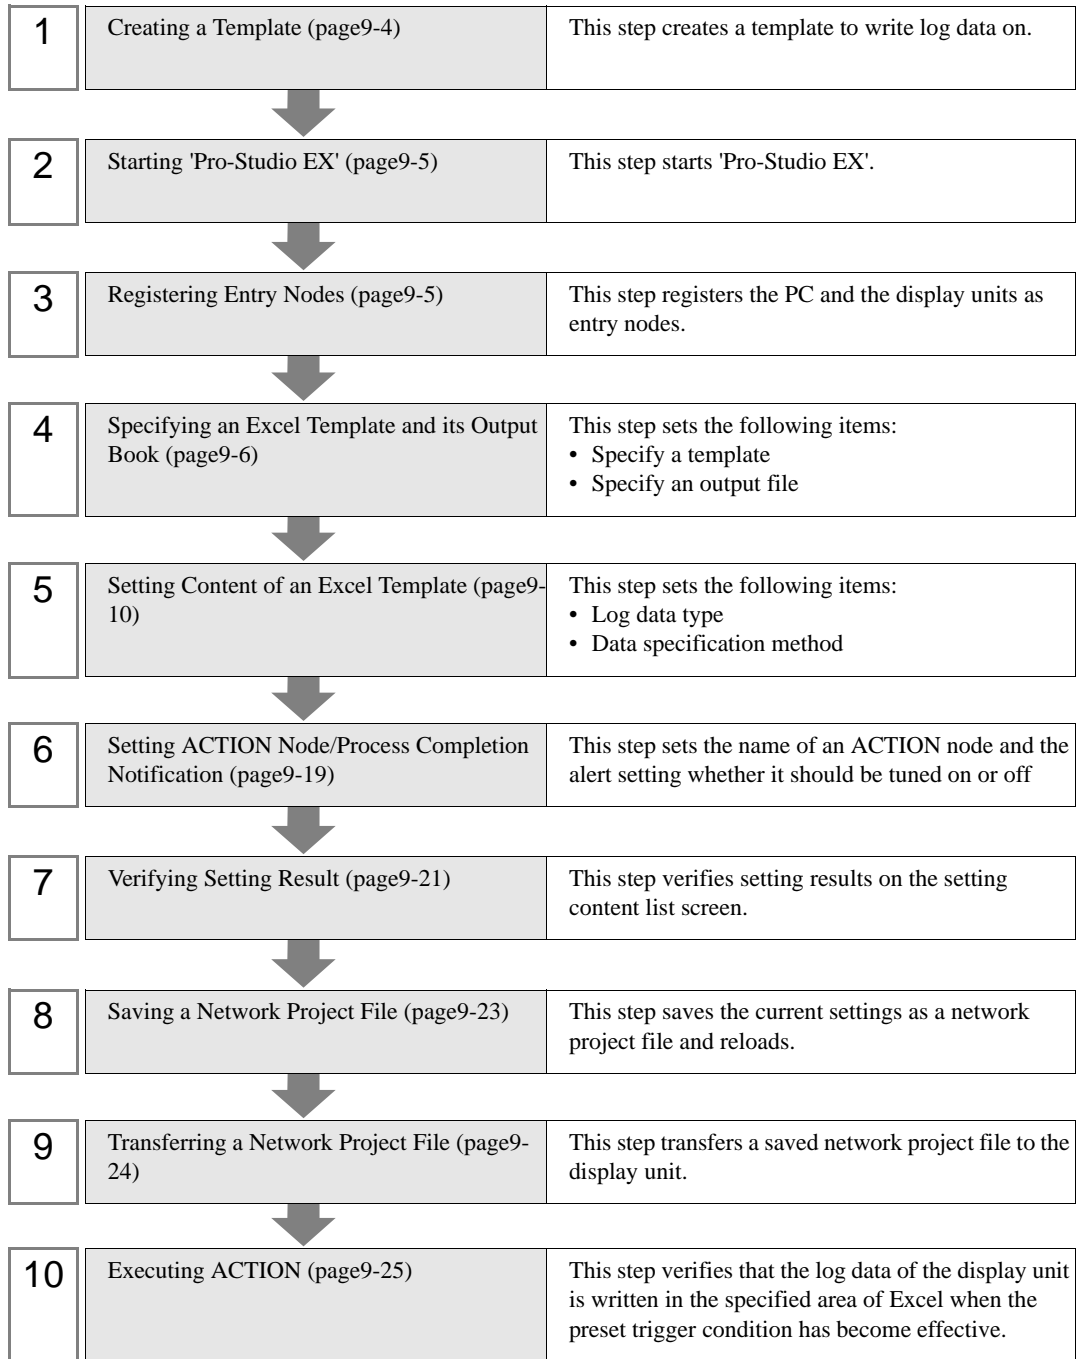 1
Creating a Template (page9-4)
This step creates a template to write log data on.
2
Starting 'Pro-Studio EX' (page9-5)
This step starts 'Pro-Studio EX'.
3
Registering Entry Nodes (page9-5)
This step registers the PC and the display units as
entry nodes.
4
Specifying an Excel Template and its Output
Book (page9-6)
This step sets the following items:
• Specify a template
• Specify an output file
5
Setting Content of an Excel Template (page9-
10)
This step sets the following items:
• Log data type
• Data specification method
6
Setting ACTION Node/Process Completion
Notification (page9-19)
This step sets the name of an ACTION node and the
alert setting whether it should be tuned on or off
7
Verifying Setting Result (page9-21)
This step verifies setting results on the setting
content list screen.
8
Saving a Network Project File (page9-23)
This step saves the current settings as a network
project file and reloads.
9
Transferring a Network Project File (page9-
24)
This step transfers a saved network project file to the
display unit.
10
Executing ACTION (page9-25)
This step verifies that the log data of the display unit
is written in the specified area of Excel when the
preset trigger condition has become effective.